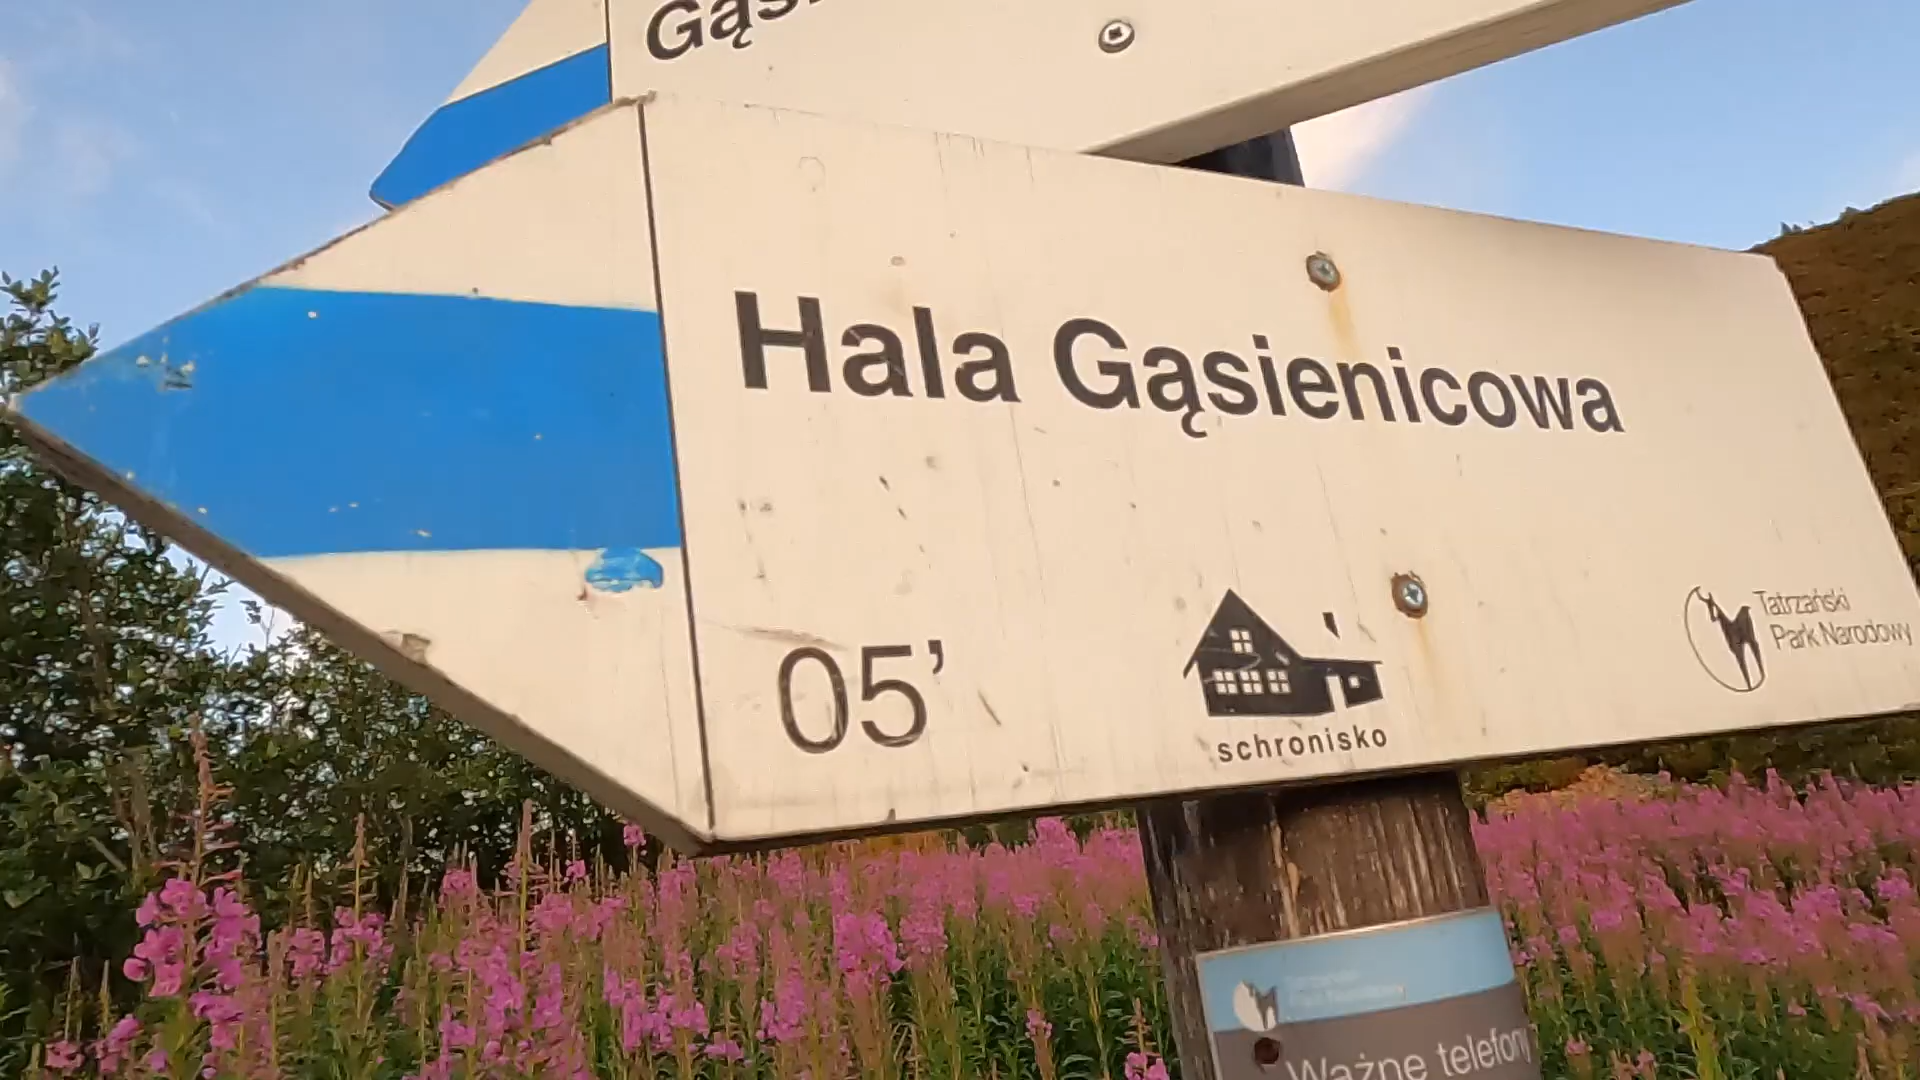 Hala Gąsienicowa
05’
schronisko
Tatrzański
Park Narodowy
Ważne telefony